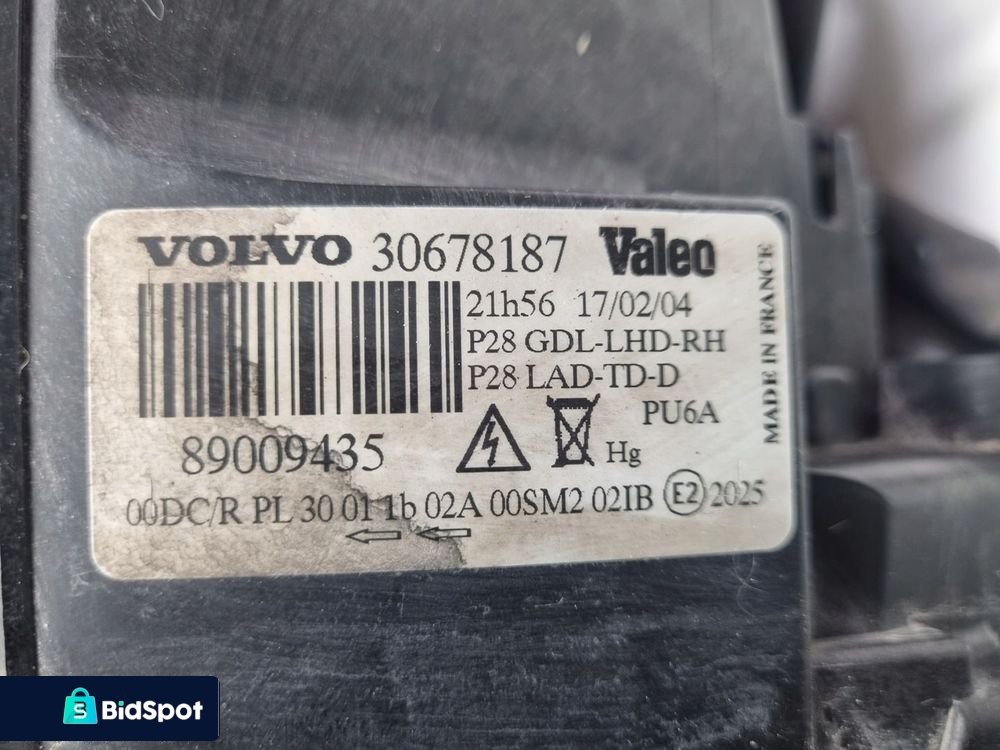 VOLVO 30678187 Valeo
21h56 17/02/04
P28 GDL-LHD-RH
P28 LAD-TD-D
PU6A
Hg
89009435
00DC/R PL 30 01 1b 02A 00SM2 02IB E2 2025
MADE IN FRANCE
S BidSpot